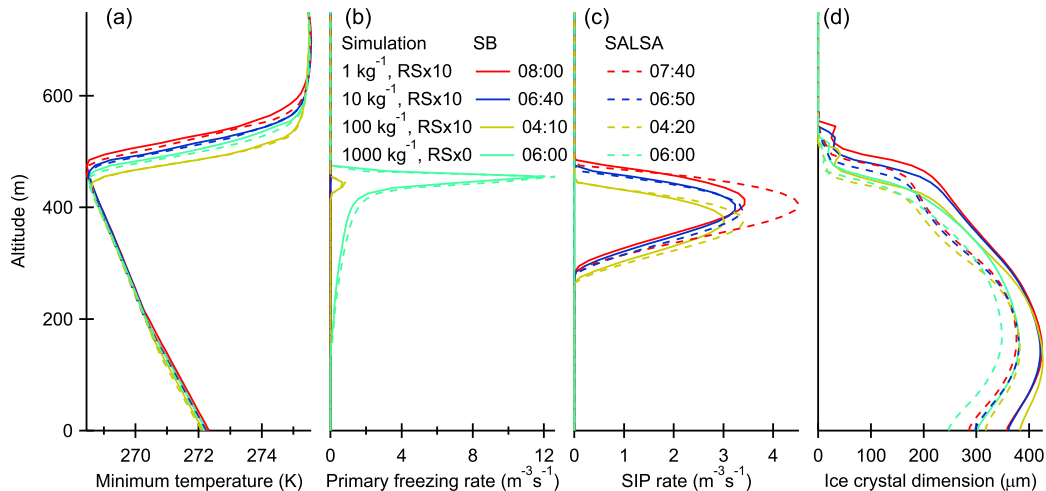 (a)
(b)
(c)
(d)
Simulation SB SALSA
1 kg⁻¹, RSx10 08:00 07:40
10 kg⁻¹, RSx10 06:40 06:50
100 kg⁻¹, RSx10 04:10 04:20
1000 kg⁻¹, RSx0 06:00 06:00
Altitude (m)
600
400
200
0
270 272 274
0 4 8 12
0 1 2 3 4
0 100 200 300 400
Minimum temperature (K)
Primary freezing rate (m⁻³s⁻¹)
SIP rate (m⁻³s⁻¹)
Ice crystal dimension (μm)